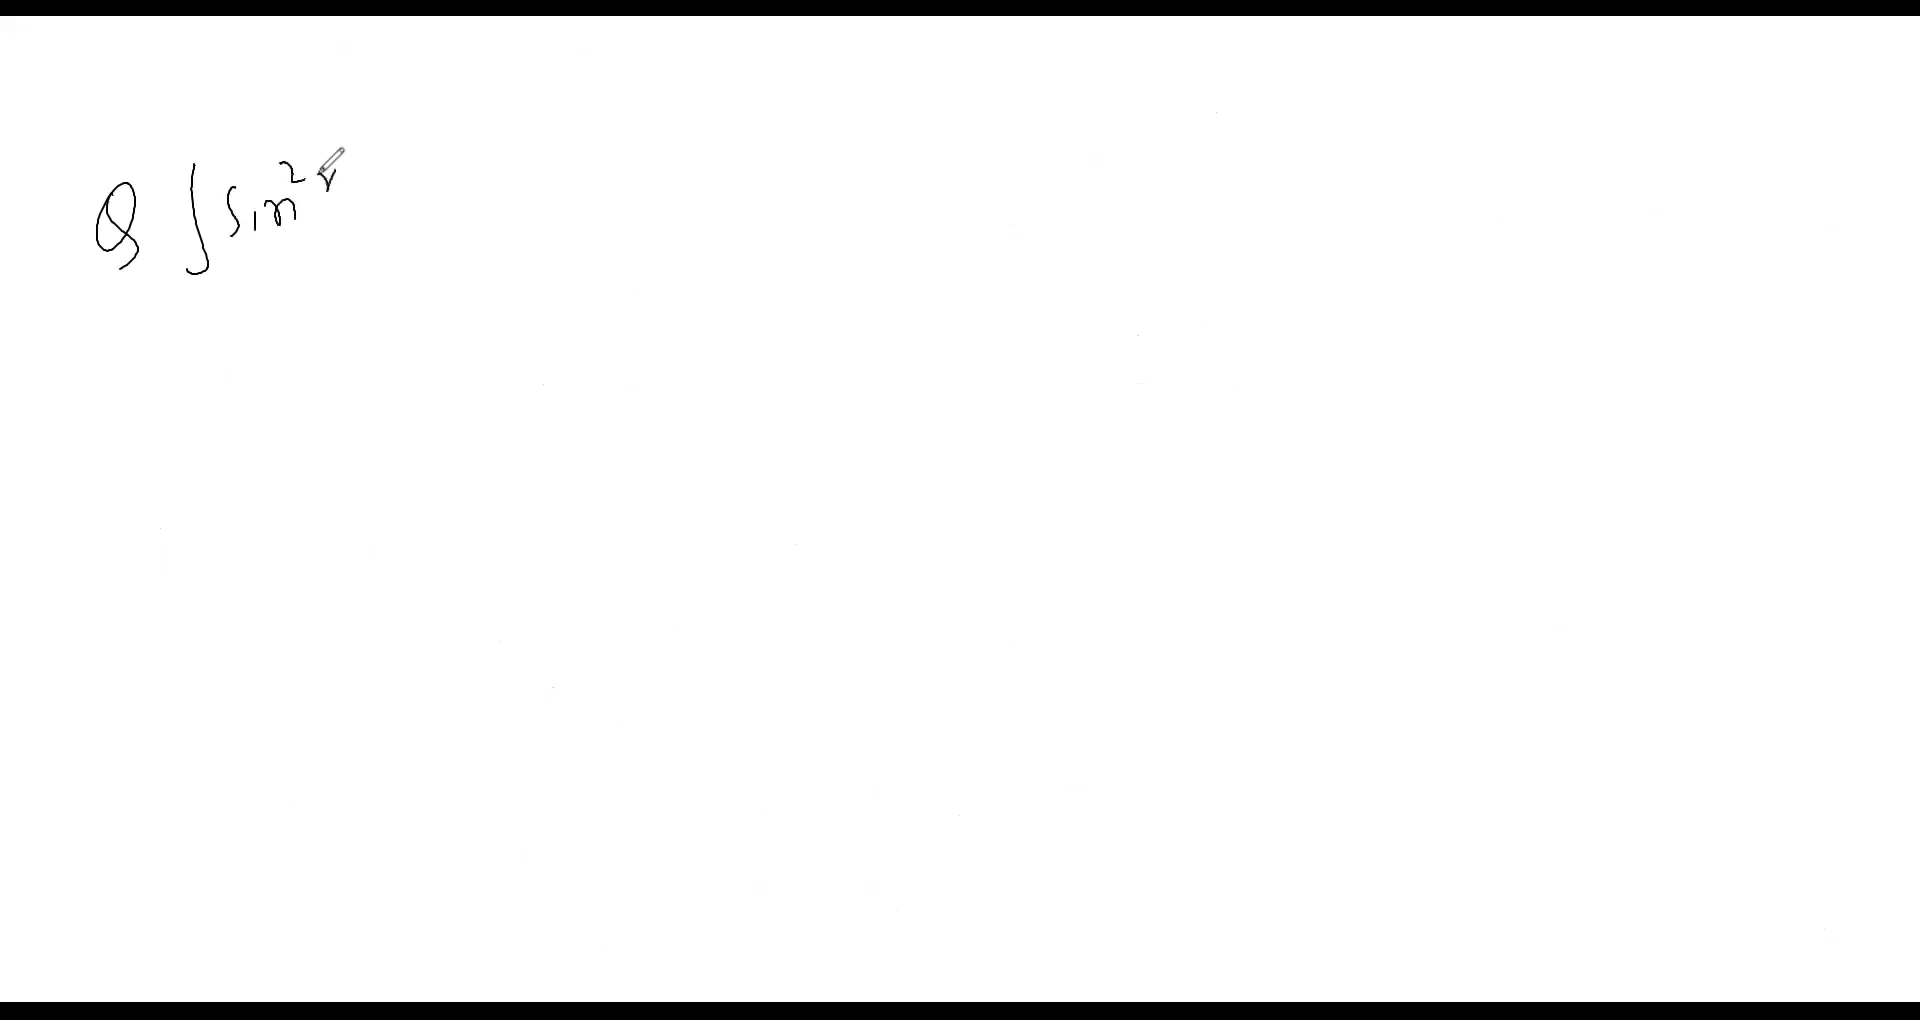 Q ∫ sin²